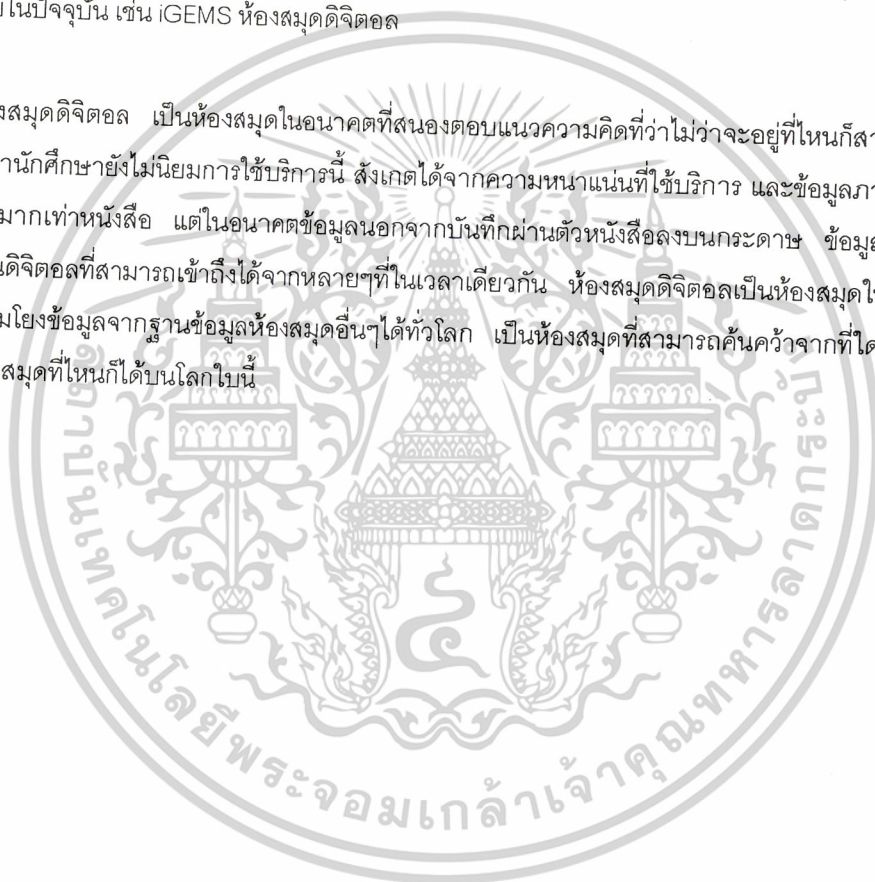 ในปัจจุบัน เช่น iGEMS ห้องสมุดดิจิตอล
งสมุดดิจิตอล เป็นห้องสมุดในอนาคตที่สนองตอบแนวความคิดที่ว่าไม่ว่าจะอยู่ที่ไหนก็สา
านักศึกษายังไม่นิยมการใช้บริการนี้ สังเกตได้จากความหนาแน่นที่ใช้บริการ และข้อมูลภา
มากเท่าหนังสือ แต่ในอนาคตข้อมูลนอกจากบันทึกผ่านตัวหนังสือลงบนกระดาษ ข้อมูล
นดิจิตอลที่สามารถเข้าถึงได้จากหลายๆที่ในเวลาเดียวกัน ห้องสมุดดิจิตอลเป็นห้องสมุดใ
มโยงข้อมูลจากฐานข้อมูลห้องสมุดอื่นๆได้ทั่วโลก เป็นห้องสมุดที่สามารถค้นคว้าจากที่ใด
สมุดที่ไหนก็ได้บนโลกใบนี้
สถาบันเทคโนโลยีพระจอมเกล้าเจ้าคุณทหารลาดกระบัง